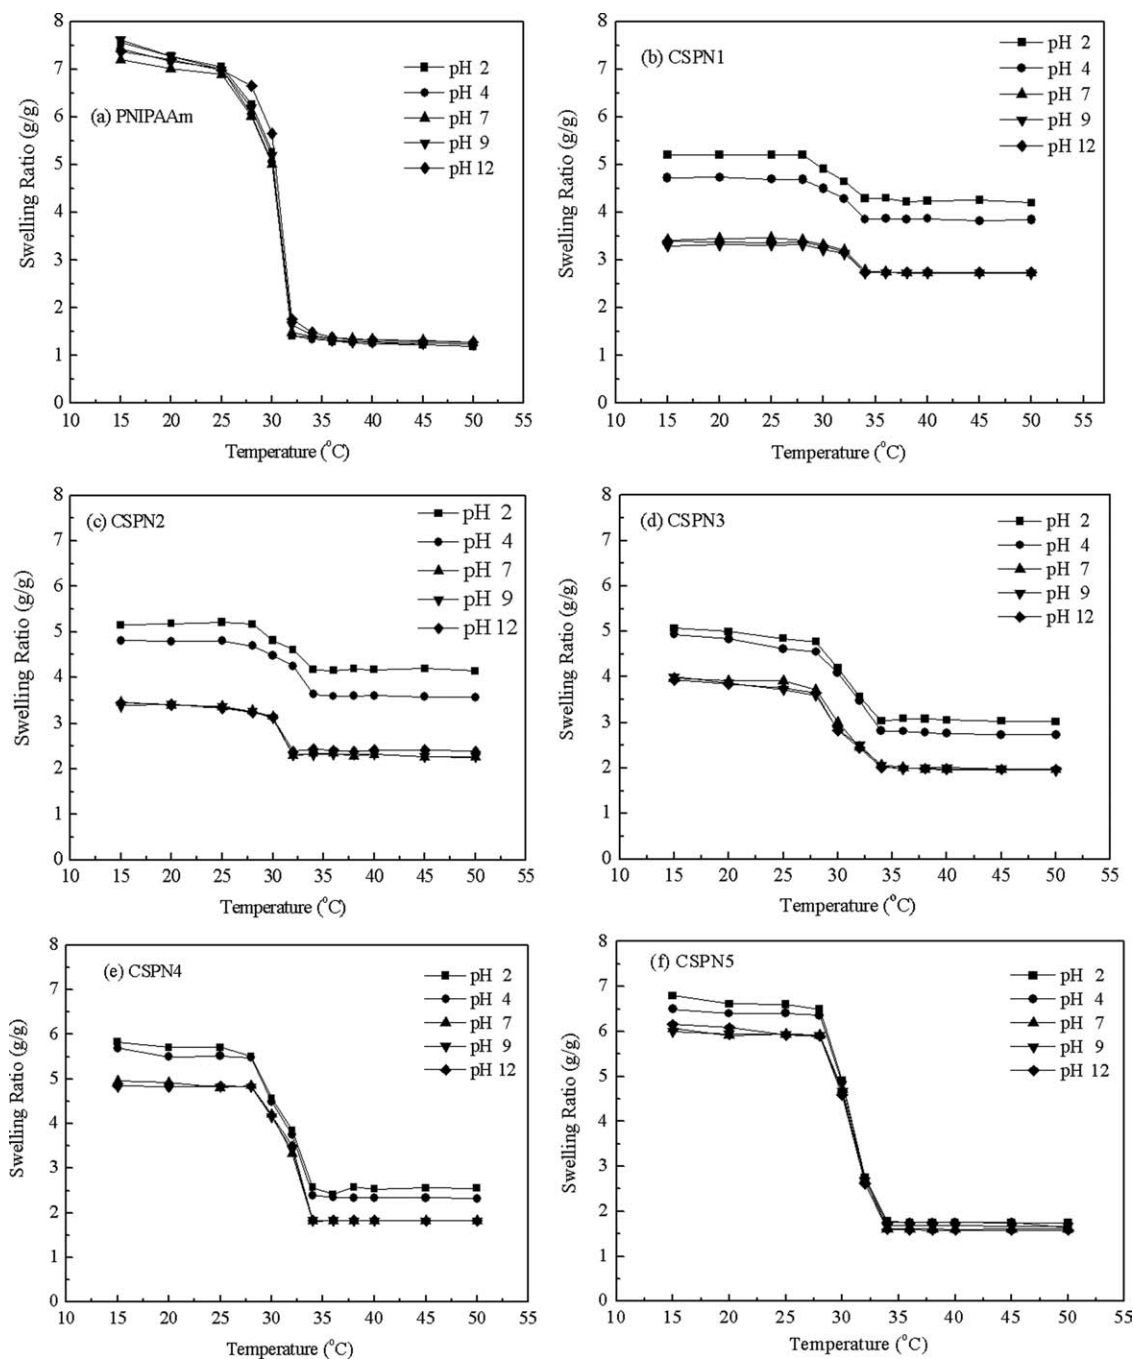 (a) PNIPAAm
pH 2
pH 4
pH 7
pH 9
pH 12
Swelling Ratio (g/g)
8
7
6
5
4
3
2
1
0
10 15 20 25 30 35 40 45 50 55
Temperature (°C)
(b) CSPN1
pH 2
pH 4
pH 7
pH 9
pH 12
Swelling Ratio (g/g)
8
7
6
5
4
3
2
1
0
10 15 20 25 30 35 40 45 50 55
Temperature (°C)
(c) CSPN2
pH 2
pH 4
pH 7
pH 9
pH 12
Swelling Ratio (g/g)
8
7
6
5
4
3
2
1
0
10 15 20 25 30 35 40 45 50 55
Temperature (°C)
(d) CSPN3
pH 2
pH 4
pH 7
pH 9
pH 12
Swelling Ratio (g/g)
8
7
6
5
4
3
2
1
0
10 15 20 25 30 35 40 45 50 55
Temperature (°C)
(e) CSPN4
pH 2
pH 4
pH 7
pH 9
pH 12
Swelling Ratio (g/g)
8
7
6
5
4
3
2
1
0
10 15 20 25 30 35 40 45 50 55
Temperature (°C)
(f) CSPN5
pH 2
pH 4
pH 7
pH 9
pH 12
Swelling Ratio (g/g)
8
7
6
5
4
3
2
1
0
10 15 20 25 30 35 40 45 50 55
Temperature (°C)